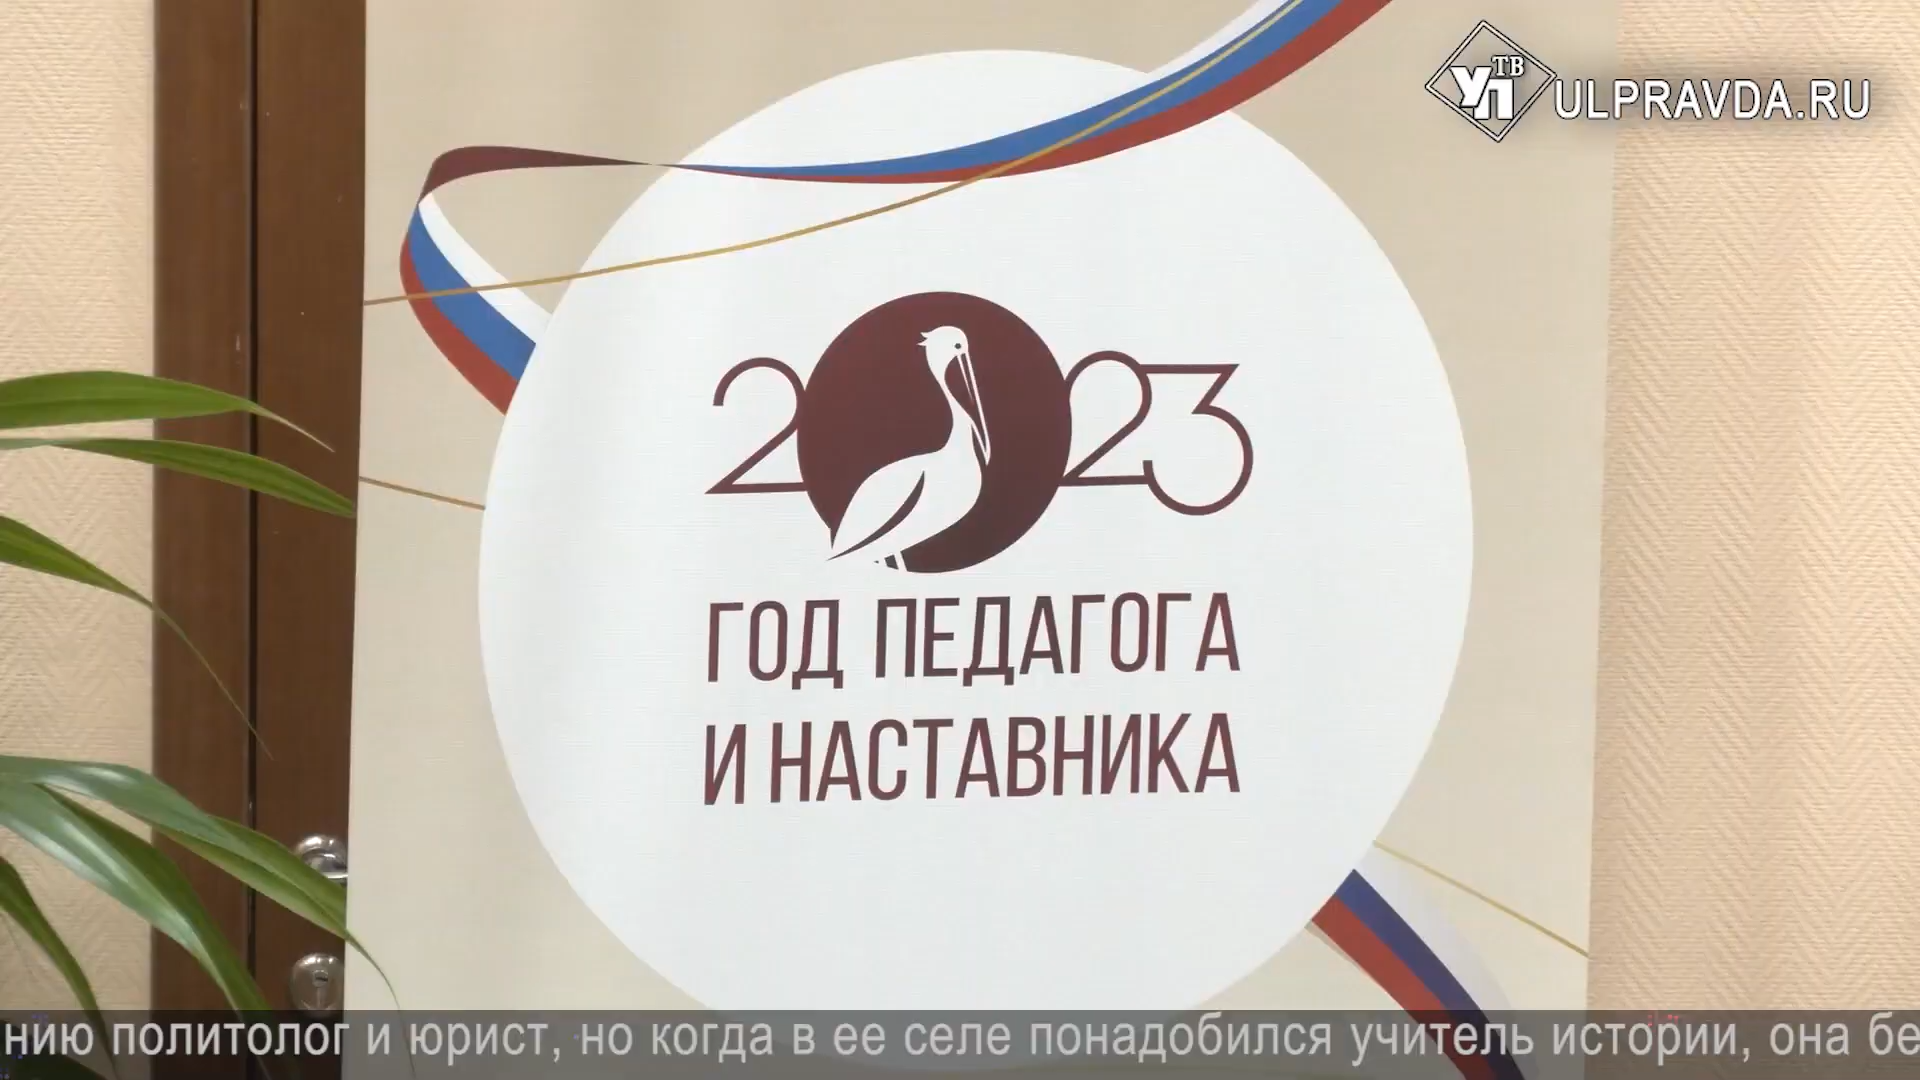 УП ТВ
ULPRAVDA.RU
2023
ГОД ПЕДАГОГА
И НАСТАВНИКА
нию политолог и юрист, но когда в ее селе понадобился учитель истории, она бе